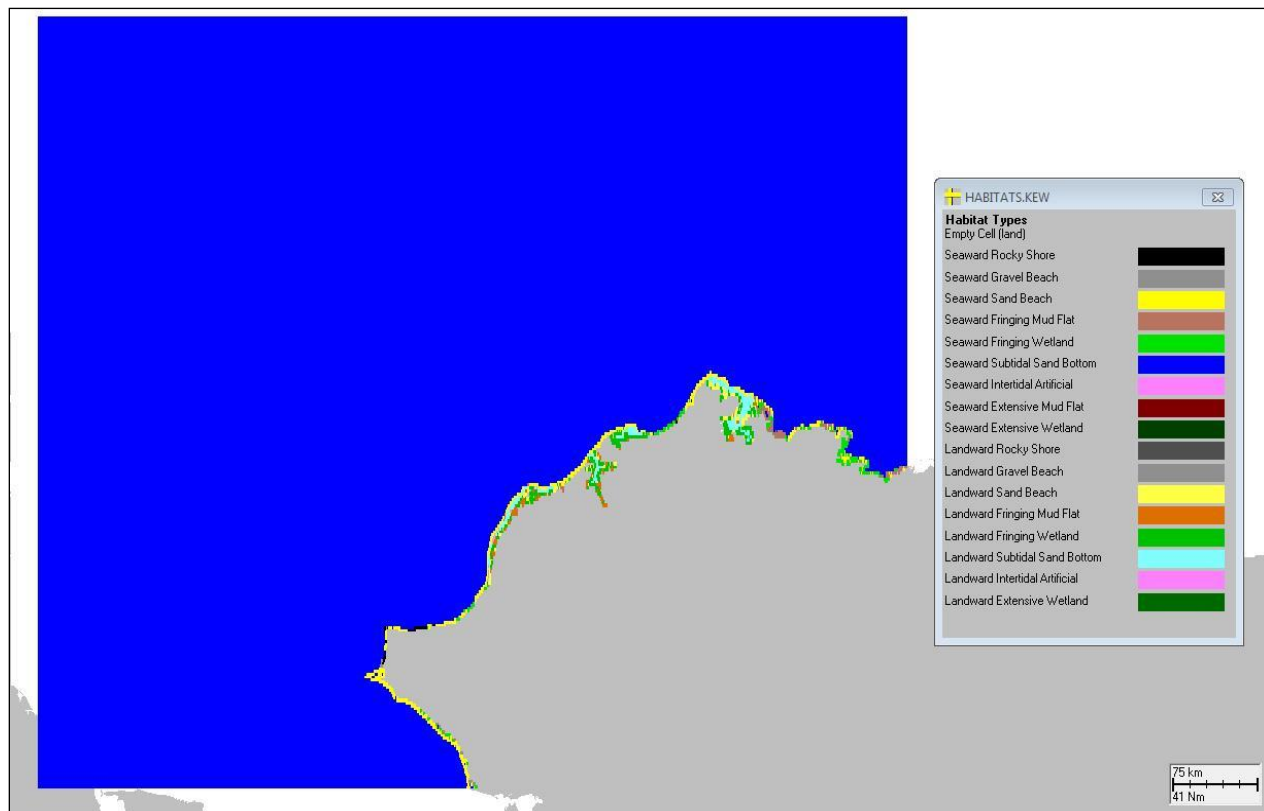 HABITATS.KEW
Habitat Types
Empty Cell (land)
Seaward Rocky Shore
Seaward Gravel Beach
Seaward Sand Beach
Seaward Fringing Mud Flat
Seaward Fringing Wetland
Seaward Subtidal Sand Bottom
Seaward Intertidal Artificial
Seaward Extensive Mud Flat
Seaward Extensive Wetland
Landward Rocky Shore
Landward Gravel Beach
Landward Sand Beach
Landward Fringing Mud Flat
Landward Fringing Wetland
Landward Subtidal Sand Bottom
Landward Intertidal Artificial
Landward Extensive Wetland
75 km
41 Nm